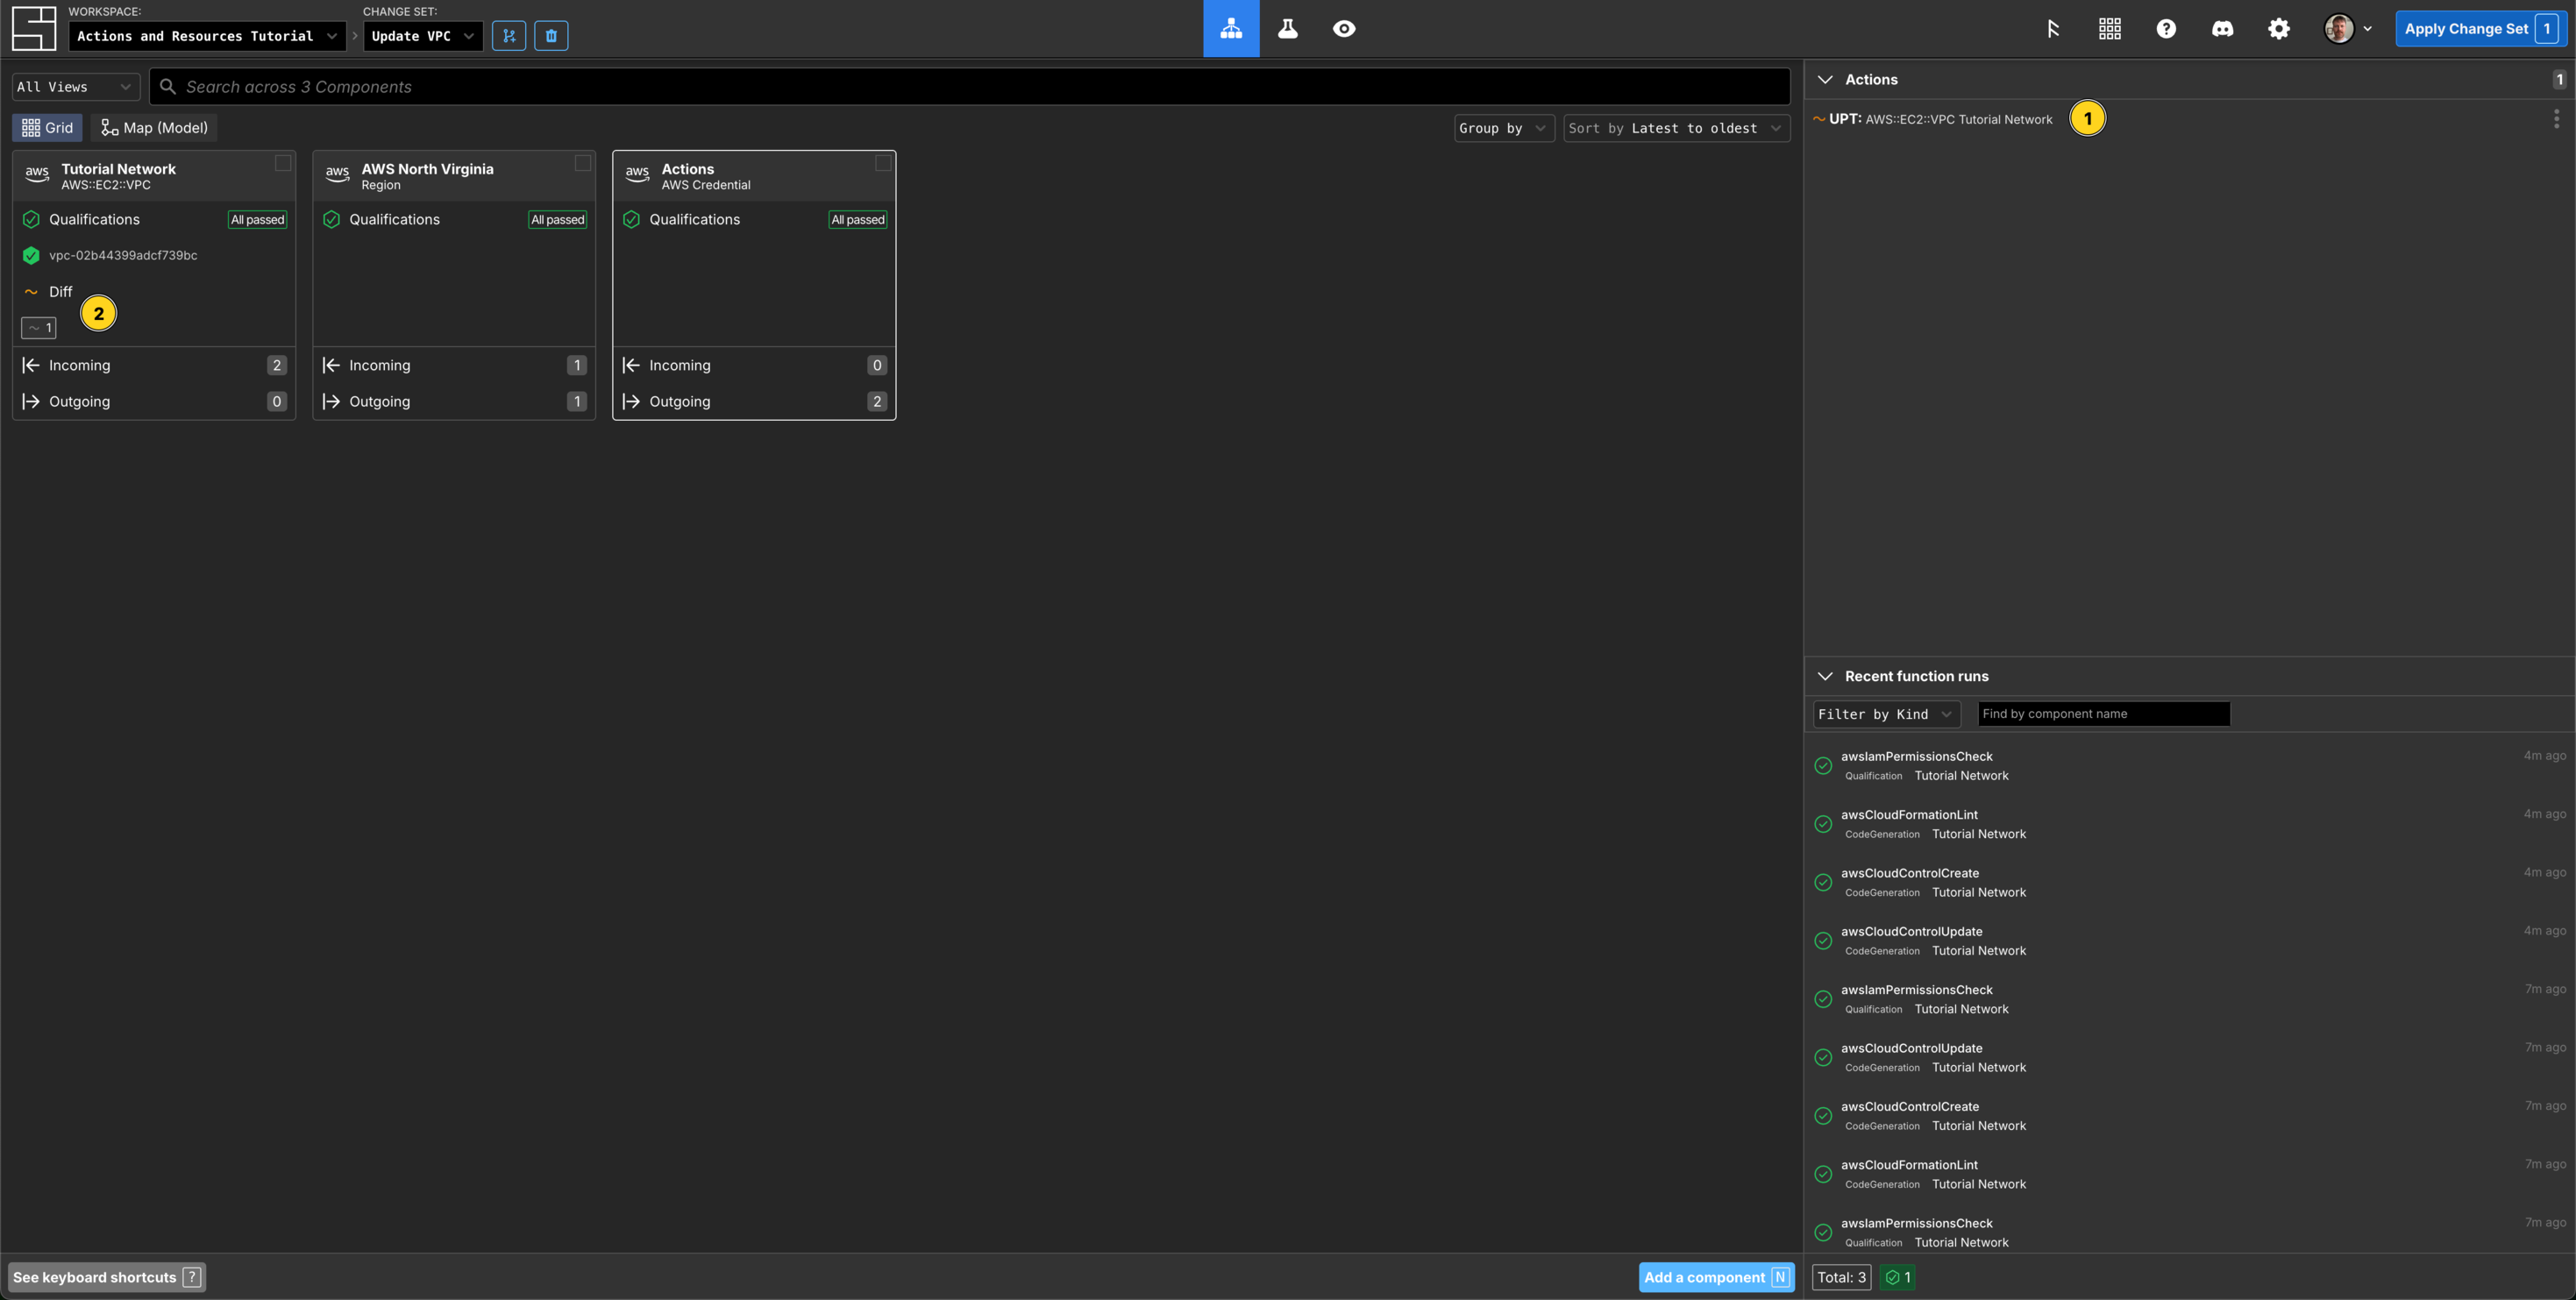 WORKSPACE:
Actions and Resources Tutorial
CHANGE SET:
Update VPC
Apply Change Set 1
All Views
Search across 3 Components
Grid
Map (Model)
Group by
Sort by Latest to oldest
aws
Tutorial Network
AWS::EC2::VPC
Qualifications All passed
vpc-02b44399adcf739bc
~ Diff
2
~ 1
Incoming 2
Outgoing 0
aws
AWS North Virginia
Region
Qualifications All passed
Incoming 1
Outgoing 1
aws
Actions
AWS Credential
Qualifications All passed
Incoming 0
Outgoing 2
Actions 1
~ UPT: AWS::EC2::VPC Tutorial Network 1
Recent function runs
Filter by Kind
Find by component name
awsIamPermissionsCheck 4m ago
Qualification Tutorial Network
awsCloudFormationLint 4m ago
CodeGeneration Tutorial Network
awsCloudControlCreate 4m ago
CodeGeneration Tutorial Network
awsCloudControlUpdate 4m ago
CodeGeneration Tutorial Network
awsIamPermissionsCheck 7m ago
Qualification Tutorial Network
awsCloudControlUpdate 7m ago
CodeGeneration Tutorial Network
awsCloudControlCreate 7m ago
CodeGeneration Tutorial Network
awsCloudFormationLint 7m ago
CodeGeneration Tutorial Network
awsIamPermissionsCheck 7m ago
Qualification Tutorial Network
See keyboard shortcuts ?
Add a component N
Total: 3
1